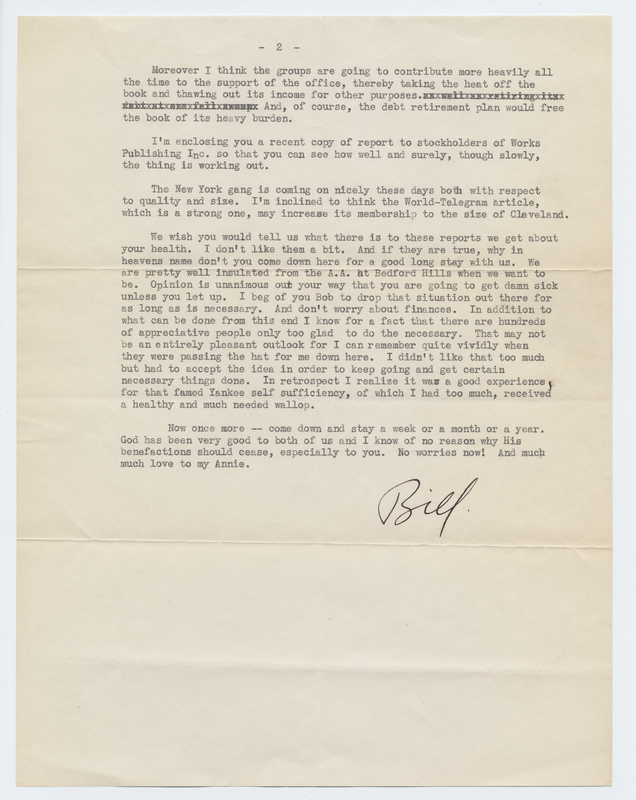 - 2 -
Moreover I think the groups are going to contribute more heavily all
the time to the support of the office, thereby taking the heat off the
book and thawing out its income for other purposes.
And, of course, the debt retirement plan would free
the book of its heavy burden.
I'm enclosing you a recent copy of report to stockholders of Works
Publishing Inc. so that you can see how well and surely, though slowly,
the thing is working out.
The New York gang is coming on nicely these days both with respect
to quality and size. I'm inclined to think the World-Telegram article,
which is a strong one, may increase its membership to the size of Cleveland.
We wish you would tell us what there is to these reports we get about
your health. I don't like them a bit. And if they are true, why in
heavens name don't you come down here for a good long stay with us. We
are pretty well insulated from the A.A. at Bedford Hills when we want to
be. Opinion is unanimous out your way that you are going to get damn sick
unless you let up. I beg of you Bob to drop that situation out there for
as long as is necessary. And don't worry about finances. In addition to
what can be done from this end I know for a fact that there are hundreds
of appreciative people only too glad to do the necessary. That may not
be an entirely pleasant outlook for I can remember quite vividly when
they were passing the hat for me down here. I didn't like that too much
but had to accept the idea in order to keep going and get certain
necessary things done. In retrospect I realize it was a good experience,
for that famed Yankee self sufficiency, of which I had too much, received
a healthy and much needed wallop.
Now once more -- come down and stay a week or a month or a year.
God has been very good to both of us and I know of no reason why His
benefactions should cease, especially to you. No worries now! And much
much love to my Annie.
Bill.